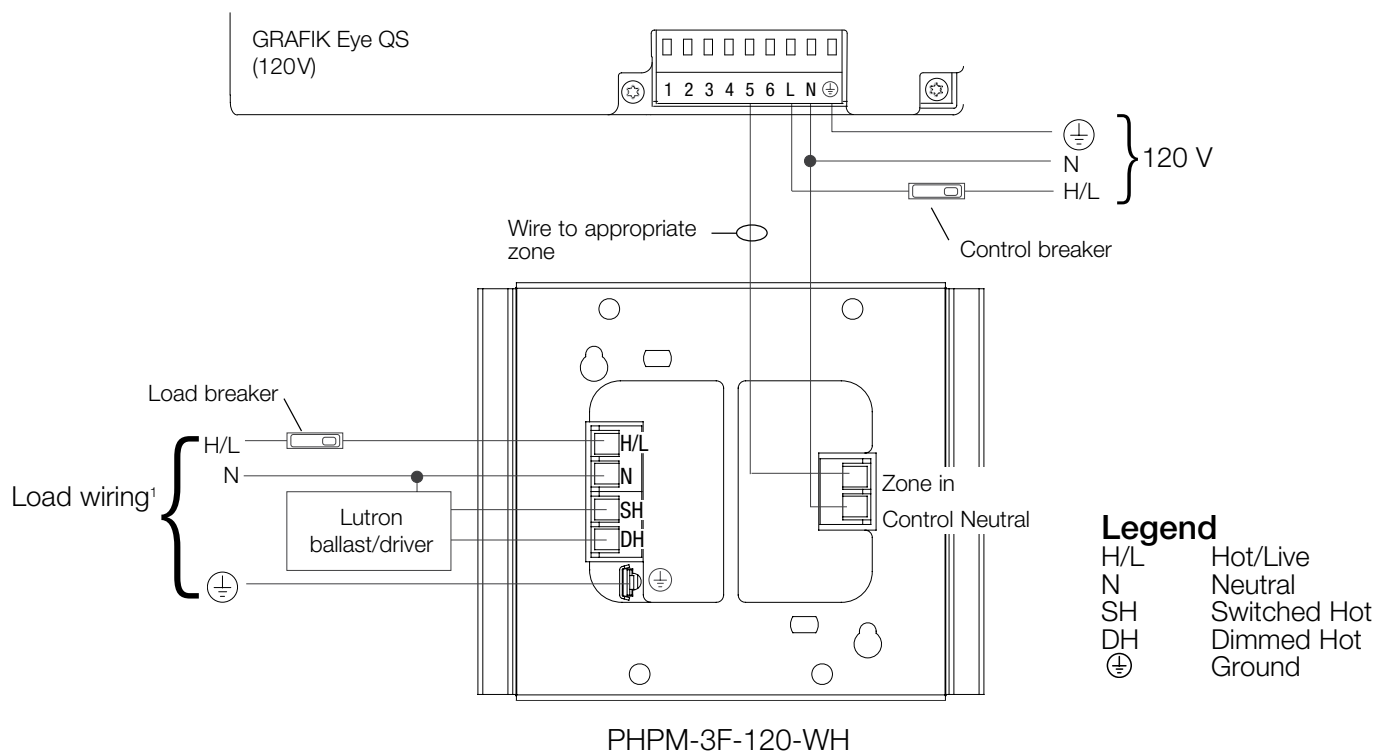 GRAFIK Eye QS
(120V)
1 2 3 4 5 6 L N
N
H/L
120 V
Control breaker
Wire to appropriate
zone
Load breaker
H/L
N
Load wiring¹
Lutron
ballast/driver
H/L
N
SH
DH
Zone in
Control Neutral
Legend
H/L Hot/Live
N Neutral
SH Switched Hot
DH Dimmed Hot
Ground
PHPM-3F-120-WH